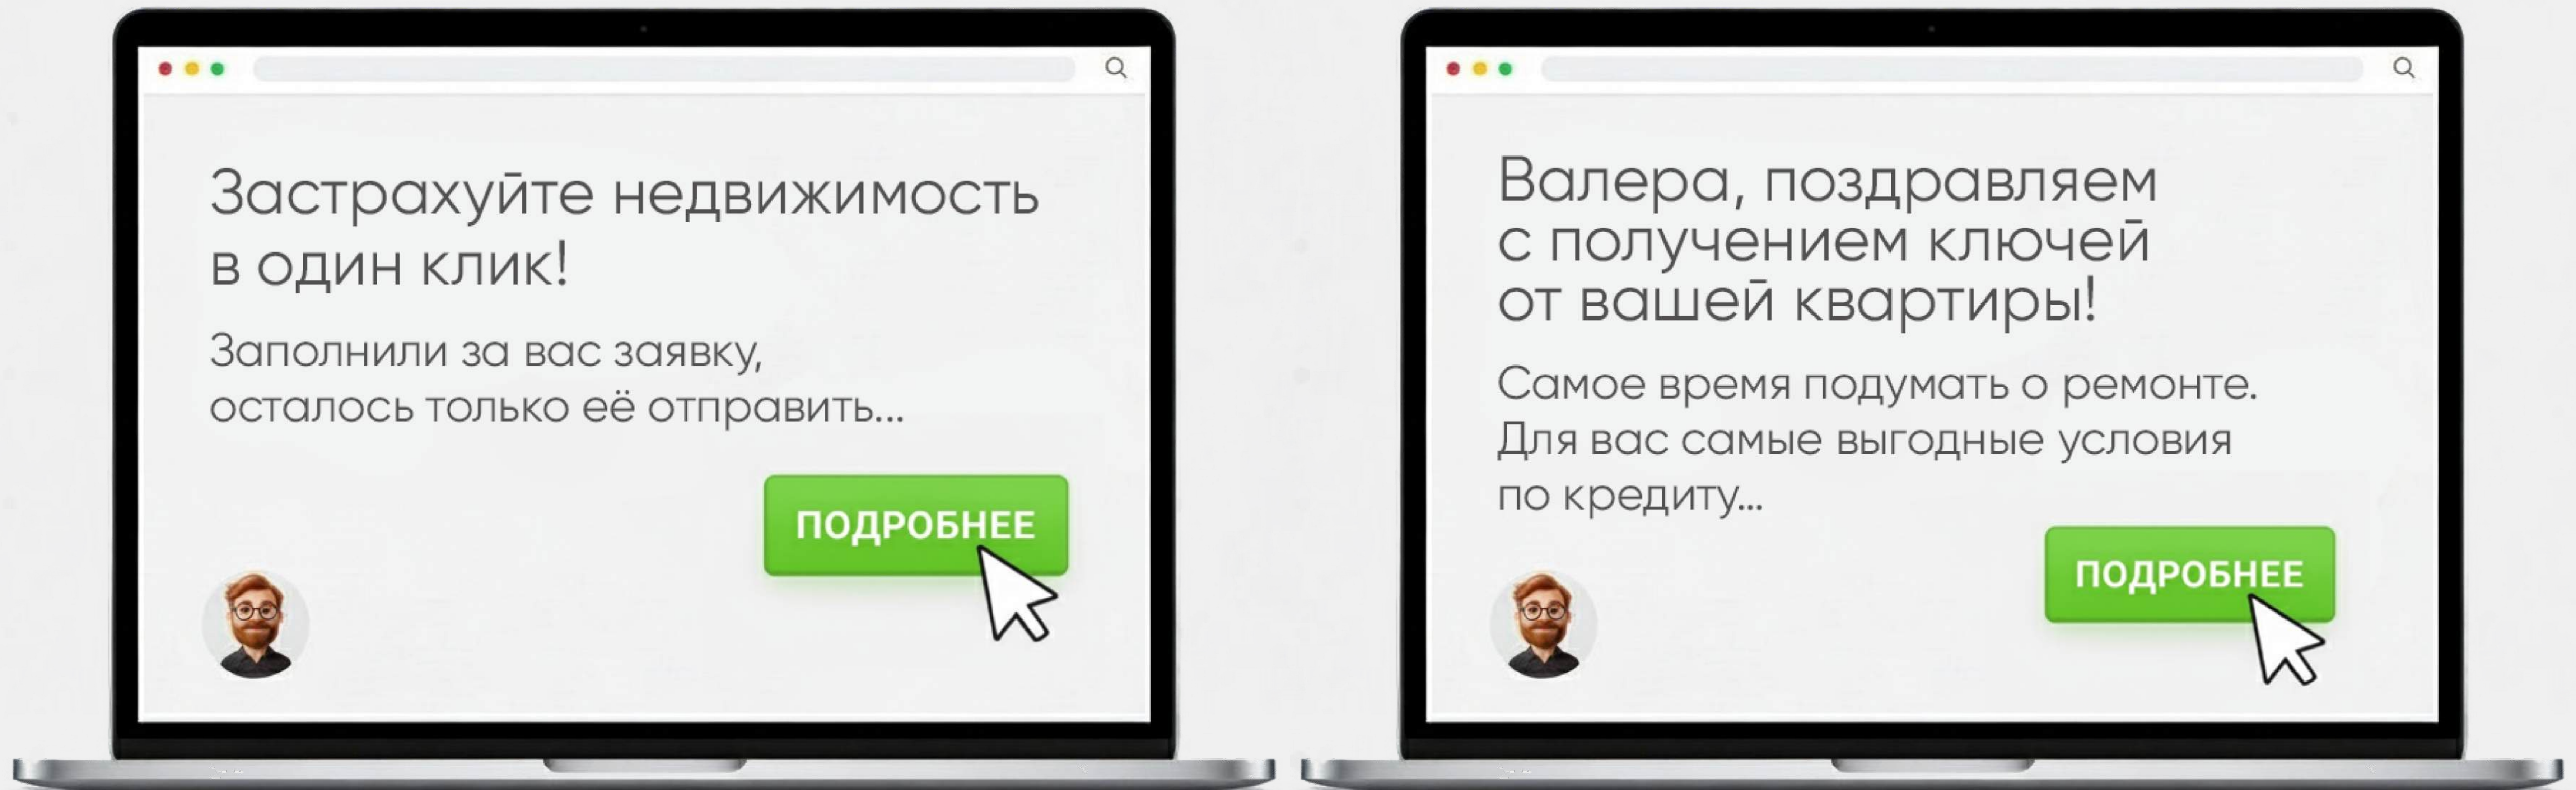 Застрахуйте недвижимость
в один клик!
Заполнили за вас заявку,
осталось только её отправить...
ПОДРОБНЕЕ
Валера, поздравляем
с получением ключей
от вашей квартиры!
Самое время подумать о ремонте.
Для вас самые выгодные условия
по кредиту...
ПОДРОБНЕЕ